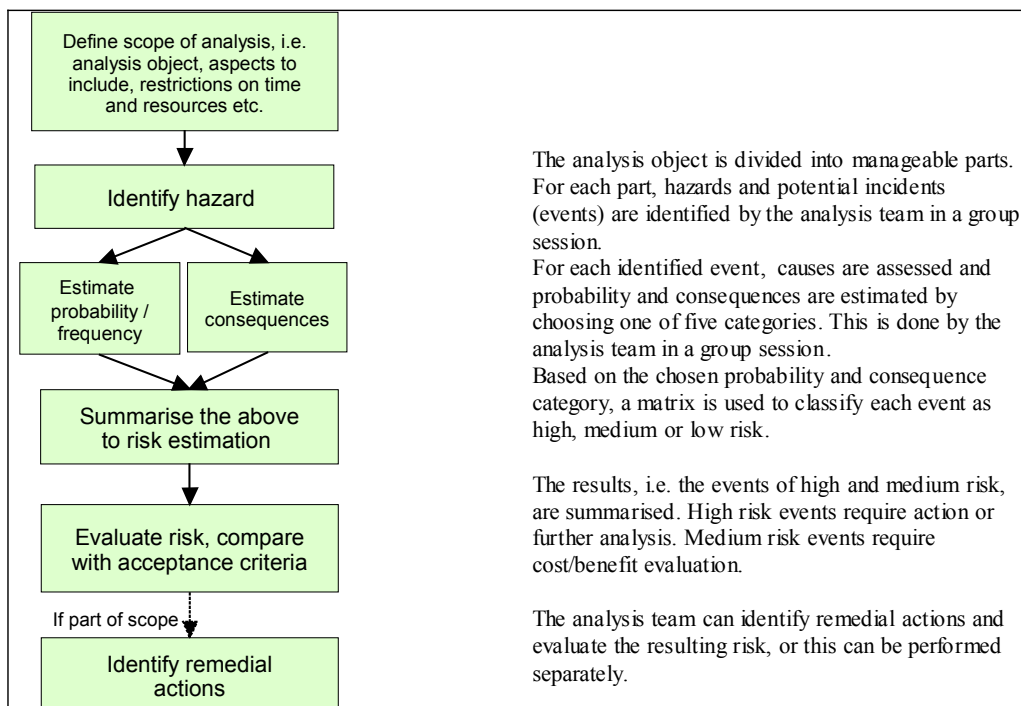 Define scope of analysis, i.e.
analysis object, aspects to
include, restrictions on time
and resources etc.
Identify hazard
Estimate
probability /
frequency
Estimate
consequences
Summarise the above
to risk estimation
Evaluate risk, compare
with acceptance criteria
If part of scope
Identify remedial
actions
The analysis object is divided into manageable parts.
For each part, hazards and potential incidents
(events) are identified by the analysis team in a group
session.
For each identified event, causes are assessed and
probability and consequences are estimated by
choosing one of five categories. This is done by the
analysis team in a group session.
Based on the chosen probability and consequence
category, a matrix is used to classify each event as
high, medium or low risk.
The results, i.e. the events of high and medium risk,
are summarised. High risk events require action or
further analysis. Medium risk events require
cost/benefit evaluation.
The analysis team can identify remedial actions and
evaluate the resulting risk, or this can be performed
separately.